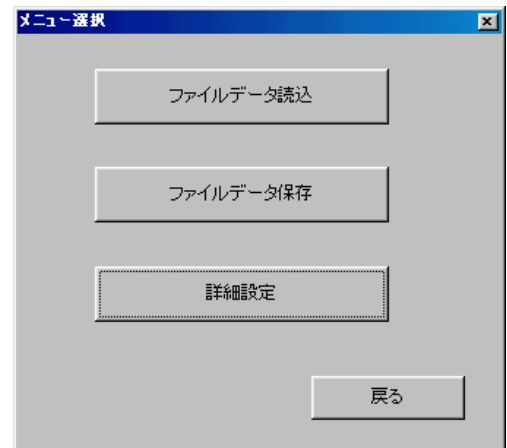 メニュー選択
ファイルデータ読込
ファイルデータ保存
詳細設定
戻る